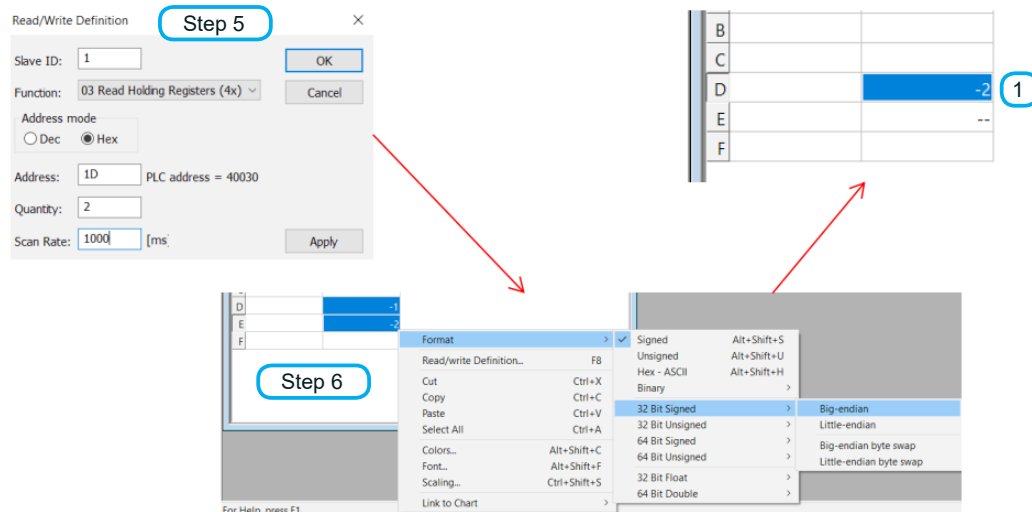 Read/Write Definition
Step 5
Slave ID: 1
OK
Function: 03 Read Holding Registers (4x)
Cancel
Address mode
Dec Hex
Address: 1D PLC address = 40030
Quantity: 2
Scan Rate: 1000 [ms]
Apply
B
C
D -2 1
E --
F
D -1
E -2
F
Step 6
Format
Read/write Definition... F8
Cut Ctrl+X
Copy Ctrl+C
Paste Ctrl+V
Select All Ctrl+A
Colors... Alt+Shift+C
Font... Alt+Shift+F
Scaling... Ctrl+Shift+S
Link to Chart
Signed Alt+Shift+S
Unsigned Alt+Shift+U
Hex - ASCII Alt+Shift+H
Binary
32 Bit Signed
32 Bit Unsigned
64 Bit Signed
64 Bit Unsigned
32 Bit Float
64 Bit Double
Big-endian
Little-endian
Big-endian byte swap
Little-endian byte swap
For Help, press F1